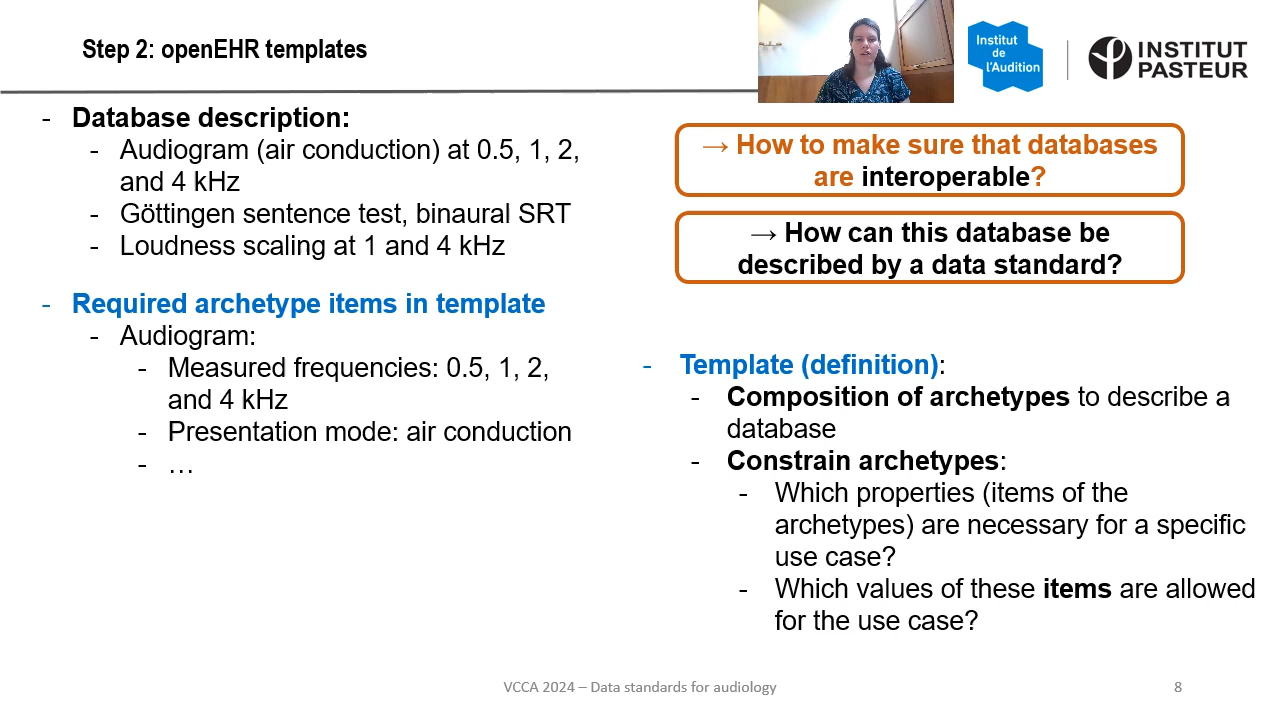 Step 2: openEHR templates
Institut
de
l'Audition
INSTITUT
PASTEUR
- Database description:
- Audiogram (air conduction) at 0.5, 1, 2,
and 4 kHz
- Göttingen sentence test, binaural SRT
- Loudness scaling at 1 and 4 kHz
- Required archetype items in template
- Audiogram:
- Measured frequencies: 0.5, 1, 2,
and 4 kHz
- Presentation mode: air conduction
- …
→ How to make sure that databases
are interoperable?
→ How can this database be
described by a data standard?
- Template (definition):
- Composition of archetypes to describe a
database
- Constrain archetypes:
- Which properties (items of the
archetypes) are necessary for a specific
use case?
- Which values of these items are allowed
for the use case?
VCCA 2024 – Data standards for audiology
8